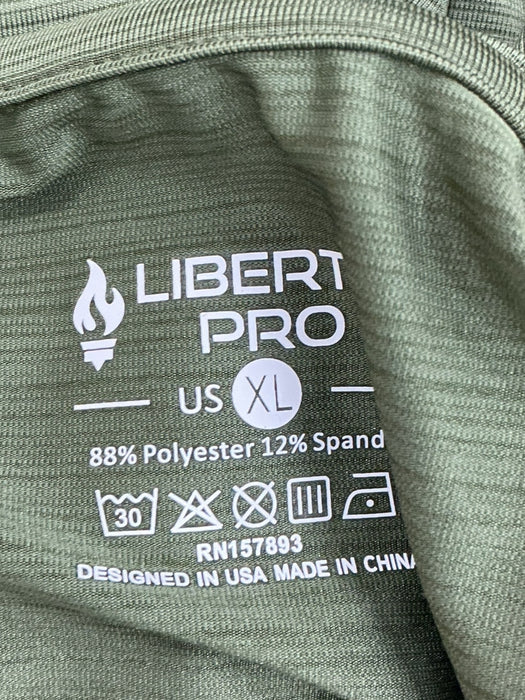 LIBERT
PRO
US XL
88% Polyester 12% Spand
30
RN157893
DESIGNED IN USA MADE IN CHINA